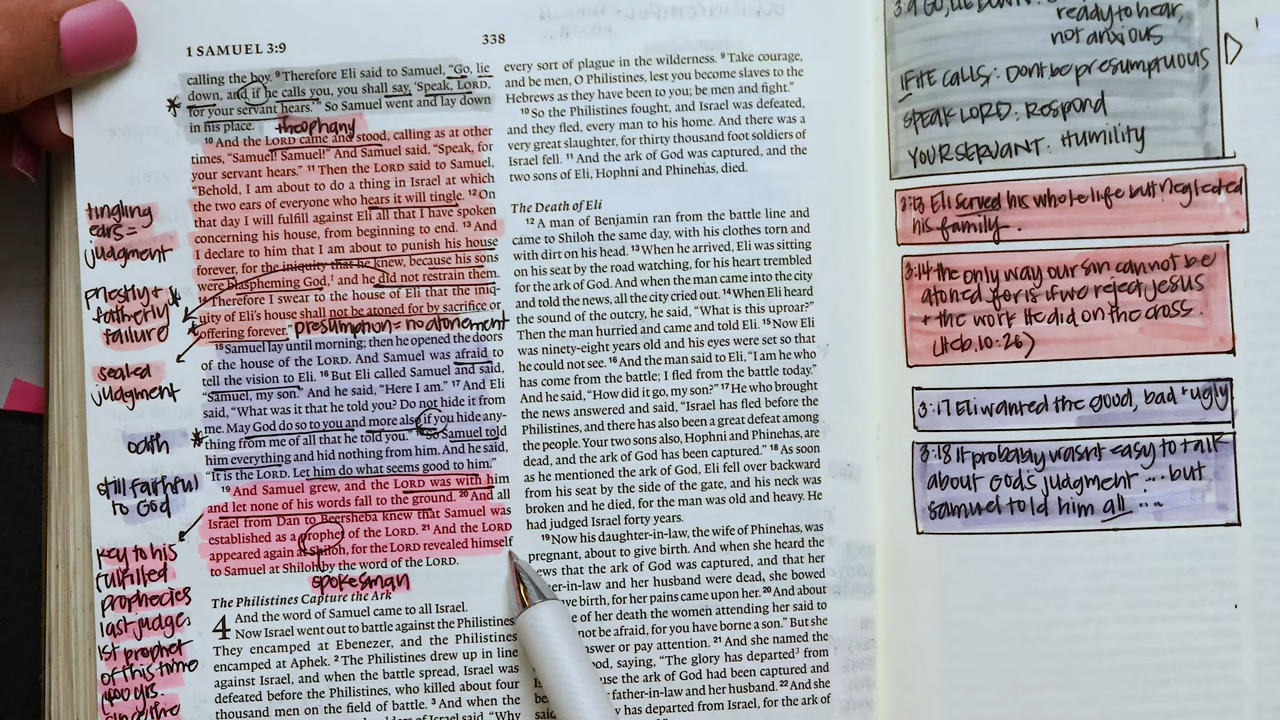 1 SAMUEL 3:9
338
calling the boy. 9 Therefore Eli said to Samuel, “Go, lie
down, and if he calls you, you shall say, ‘Speak, LORD,
for your servant hears.’” So Samuel went and lay down
in his place.
theophany
10 And the LORD came and stood, calling as at other
times, “Samuel! Samuel!” And Samuel said, “Speak, for
your servant hears.” 11 Then the LORD said to Samuel,
“Behold, I am about to do a thing in Israel at which
the two ears of everyone who hears it will tingle. 12 On
that day I will fulfill against Eli all that I have spoken
concerning his house, from beginning to end. 13 And
I declare to him that I am about to punish his house
forever, for the iniquity that he knew, because his sons
were blaspheming God, and he did not restrain them.
14 Therefore I swear to the house of Eli that the iniq-
uity of Eli's house shall not be atoned for by sacrifice or
offering forever.”
presumption = no atonement
15 Samuel lay until morning; then he opened the doors
of the house of the LORD. And Samuel was afraid to
tell the vision to Eli. 16 But Eli called Samuel and said,
“Samuel, my son.” And he said, “Here I am.” 17 And Eli
said, “What was it that he told you? Do not hide it from
me. May God do so to you and more also if you hide any-
thing from me of all that he told you.” 18 So Samuel told
him everything and hid nothing from him. And he said,
“It is the LORD. Let him do what seems good to him.”
19 And Samuel grew, and the LORD was with him
and let none of his words fall to the ground. 20 And all
Israel from Dan to Beersheba knew that Samuel was
established as a prophet of the LORD. 21 And the LORD
appeared again at Shiloh, for the LORD revealed himself
to Samuel at Shiloh by the word of the LORD.
spokesman
The Philistines Capture the Ark
4 And the word of Samuel came to all Israel.
Now Israel went out to battle against the Philistines.
They encamped at Ebenezer, and the Philistines
encamped at Aphek. 2 The Philistines drew up in line
against Israel, and when the battle spread, Israel was
defeated before the Philistines, who killed about four
thousand men on the field of battle. 3 And when the
of Israel said, “Why
tingling
ears =
judgment
priestly +
fatherly
failure
sealed
judgment
oath
still faithful
to God
key to his
fulfilled
prophecies
last judge,
1st prophet
of this time
400 yrs.
since the
every sort of plague in the wilderness. 9 Take courage,
and be men, O Philistines, lest you become slaves to the
Hebrews as they have been to you; be men and fight.”
10 So the Philistines fought, and Israel was defeated,
and they fled, every man to his home. And there was a
very great slaughter, for thirty thousand foot soldiers of
Israel fell. 11 And the ark of God was captured, and the
two sons of Eli, Hophni and Phinehas, died.
The Death of Eli
12 A man of Benjamin ran from the battle line and
came to Shiloh the same day, with his clothes torn and
with dirt on his head. 13 When he arrived, Eli was sitting
on his seat by the road watching, for his heart trembled
for the ark of God. And when the man came into the city
and told the news, all the city cried out. 14 When Eli heard
the sound of the outcry, he said, “What is this uproar?”
Then the man hurried and came and told Eli. 15 Now Eli
was ninety-eight years old and his eyes were set so that
he could not see. 16 And the man said to Eli, “I am he who
has come from the battle; I fled from the battle today.”
And he said, “How did it go, my son?” 17 He who brought
the news answered and said, “Israel has fled before the
Philistines, and there has also been a great defeat among
the people. Your two sons also, Hophni and Phinehas, are
dead, and the ark of God has been captured.” 18 As soon
as he mentioned the ark of God, Eli fell over backward
from his seat by the side of the gate, and his neck was
broken and he died, for the man was old and heavy. He
had judged Israel forty years.
19 Now his daughter-in-law, the wife of Phinehas, was
pregnant, about to give birth. And when she heard the
news that the ark of God was captured, and that her
her-in-law and her husband were dead, she bowed
ve birth, for her pains came upon her. 20 And about
e of her death the women attending her said to
not be afraid, for you have borne a son.” But she
swer or pay attention. 21 And she named the
od, saying, “The glory has departed 3 from
se the ark of God had been captured and
father-in-law and her husband. 22 And she
y has departed from Israel, for the ark of
3:9 GO, LIE DOWN:
ready to hear,
not anxious
IF HE CALLS: Dont be presumptuous
SPEAK LORD: Respond
YOUR SERVANT: Humility
3:13 Eli served his whole life but neglected
his family.
3:14 the only way our sin cannot be
atoned for is if we reject Jesus
+ the work He did on the cross.
(Heb. 10:26)
3:17 Eli wanted the good, bad + ugly
3:18 It probably wasnt easy to talk
about God's judgment .... but
Samuel told him all ....